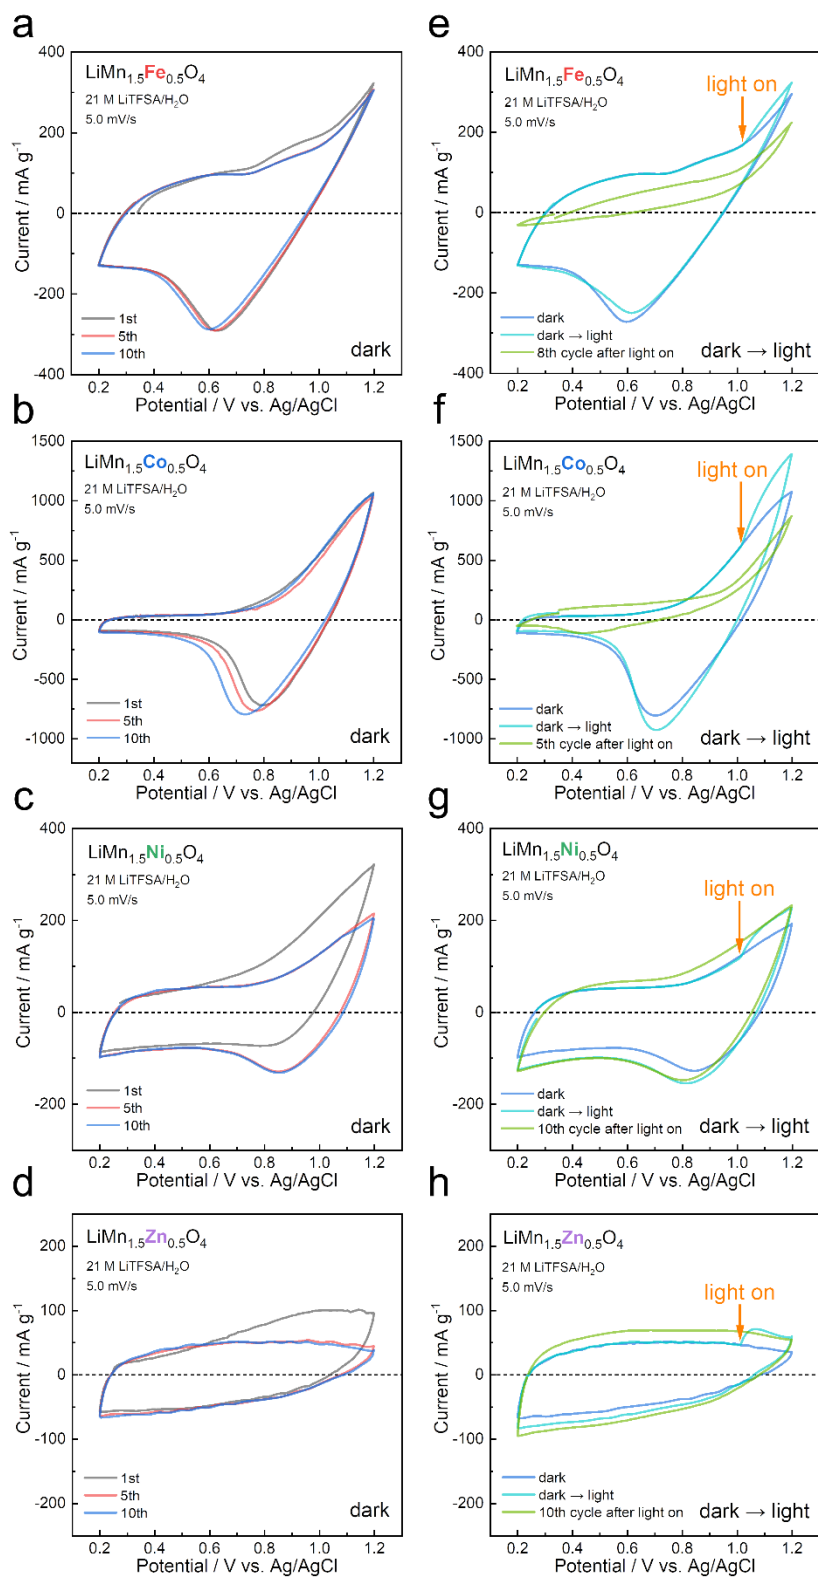 a
LiMn1.5Fe0.5O4
21 M LiTFSA/H2O
5.0 mV/s
400
200
0
-200
-400
Current / mA g-1
1st
5th
10th
dark
0.2 0.4 0.6 0.8 1.0 1.2
Potential / V vs. Ag/AgCl
e
LiMn1.5Fe0.5O4
21 M LiTFSA/H2O
5.0 mV/s
light on
400
200
0
-200
-400
Current / mA g-1
dark
dark → light
8th cycle after light on
dark → light
0.2 0.4 0.6 0.8 1.0 1.2
Potential / V vs. Ag/AgCl
b
LiMn1.5Co0.5O4
21 M LiTFSA/H2O
5.0 mV/s
1500
1000
500
0
-500
-1000
Current / mA g-1
1st
5th
10th
dark
0.2 0.4 0.6 0.8 1.0 1.2
Potential / V vs. Ag/AgCl
f
LiMn1.5Co0.5O4
21 M LiTFSA/H2O
5.0 mV/s
light on
1500
1000
500
0
-500
-1000
Current / mA g-1
dark
dark → light
5th cycle after light on
dark → light
0.2 0.4 0.6 0.8 1.0 1.2
Potential / V vs. Ag/AgCl
c
LiMn1.5Ni0.5O4
21 M LiTFSA/H2O
5.0 mV/s
400
200
0
-200
Current / mA g-1
1st
5th
10th
dark
0.2 0.4 0.6 0.8 1.0 1.2
Potential / V vs. Ag/AgCl
g
LiMn1.5Ni0.5O4
21 M LiTFSA/H2O
5.0 mV/s
light on
400
200
0
-200
Current / mA g-1
dark
dark → light
10th cycle after light on
dark → light
0.2 0.4 0.6 0.8 1.0 1.2
Potential / V vs. Ag/AgCl
d
LiMn1.5Zn0.5O4
21 M LiTFSA/H2O
5.0 mV/s
200
100
0
-100
-200
Current / mA g-1
1st
5th
10th
dark
0.2 0.4 0.6 0.8 1.0 1.2
Potential / V vs. Ag/AgCl
h
LiMn1.5Zn0.5O4
21 M LiTFSA/H2O
5.0 mV/s
light on
200
100
0
-100
-200
Current / mA g-1
dark
dark → light
10th cycle after light on
dark → light
0.2 0.4 0.6 0.8 1.0 1.2
Potential / V vs. Ag/AgCl